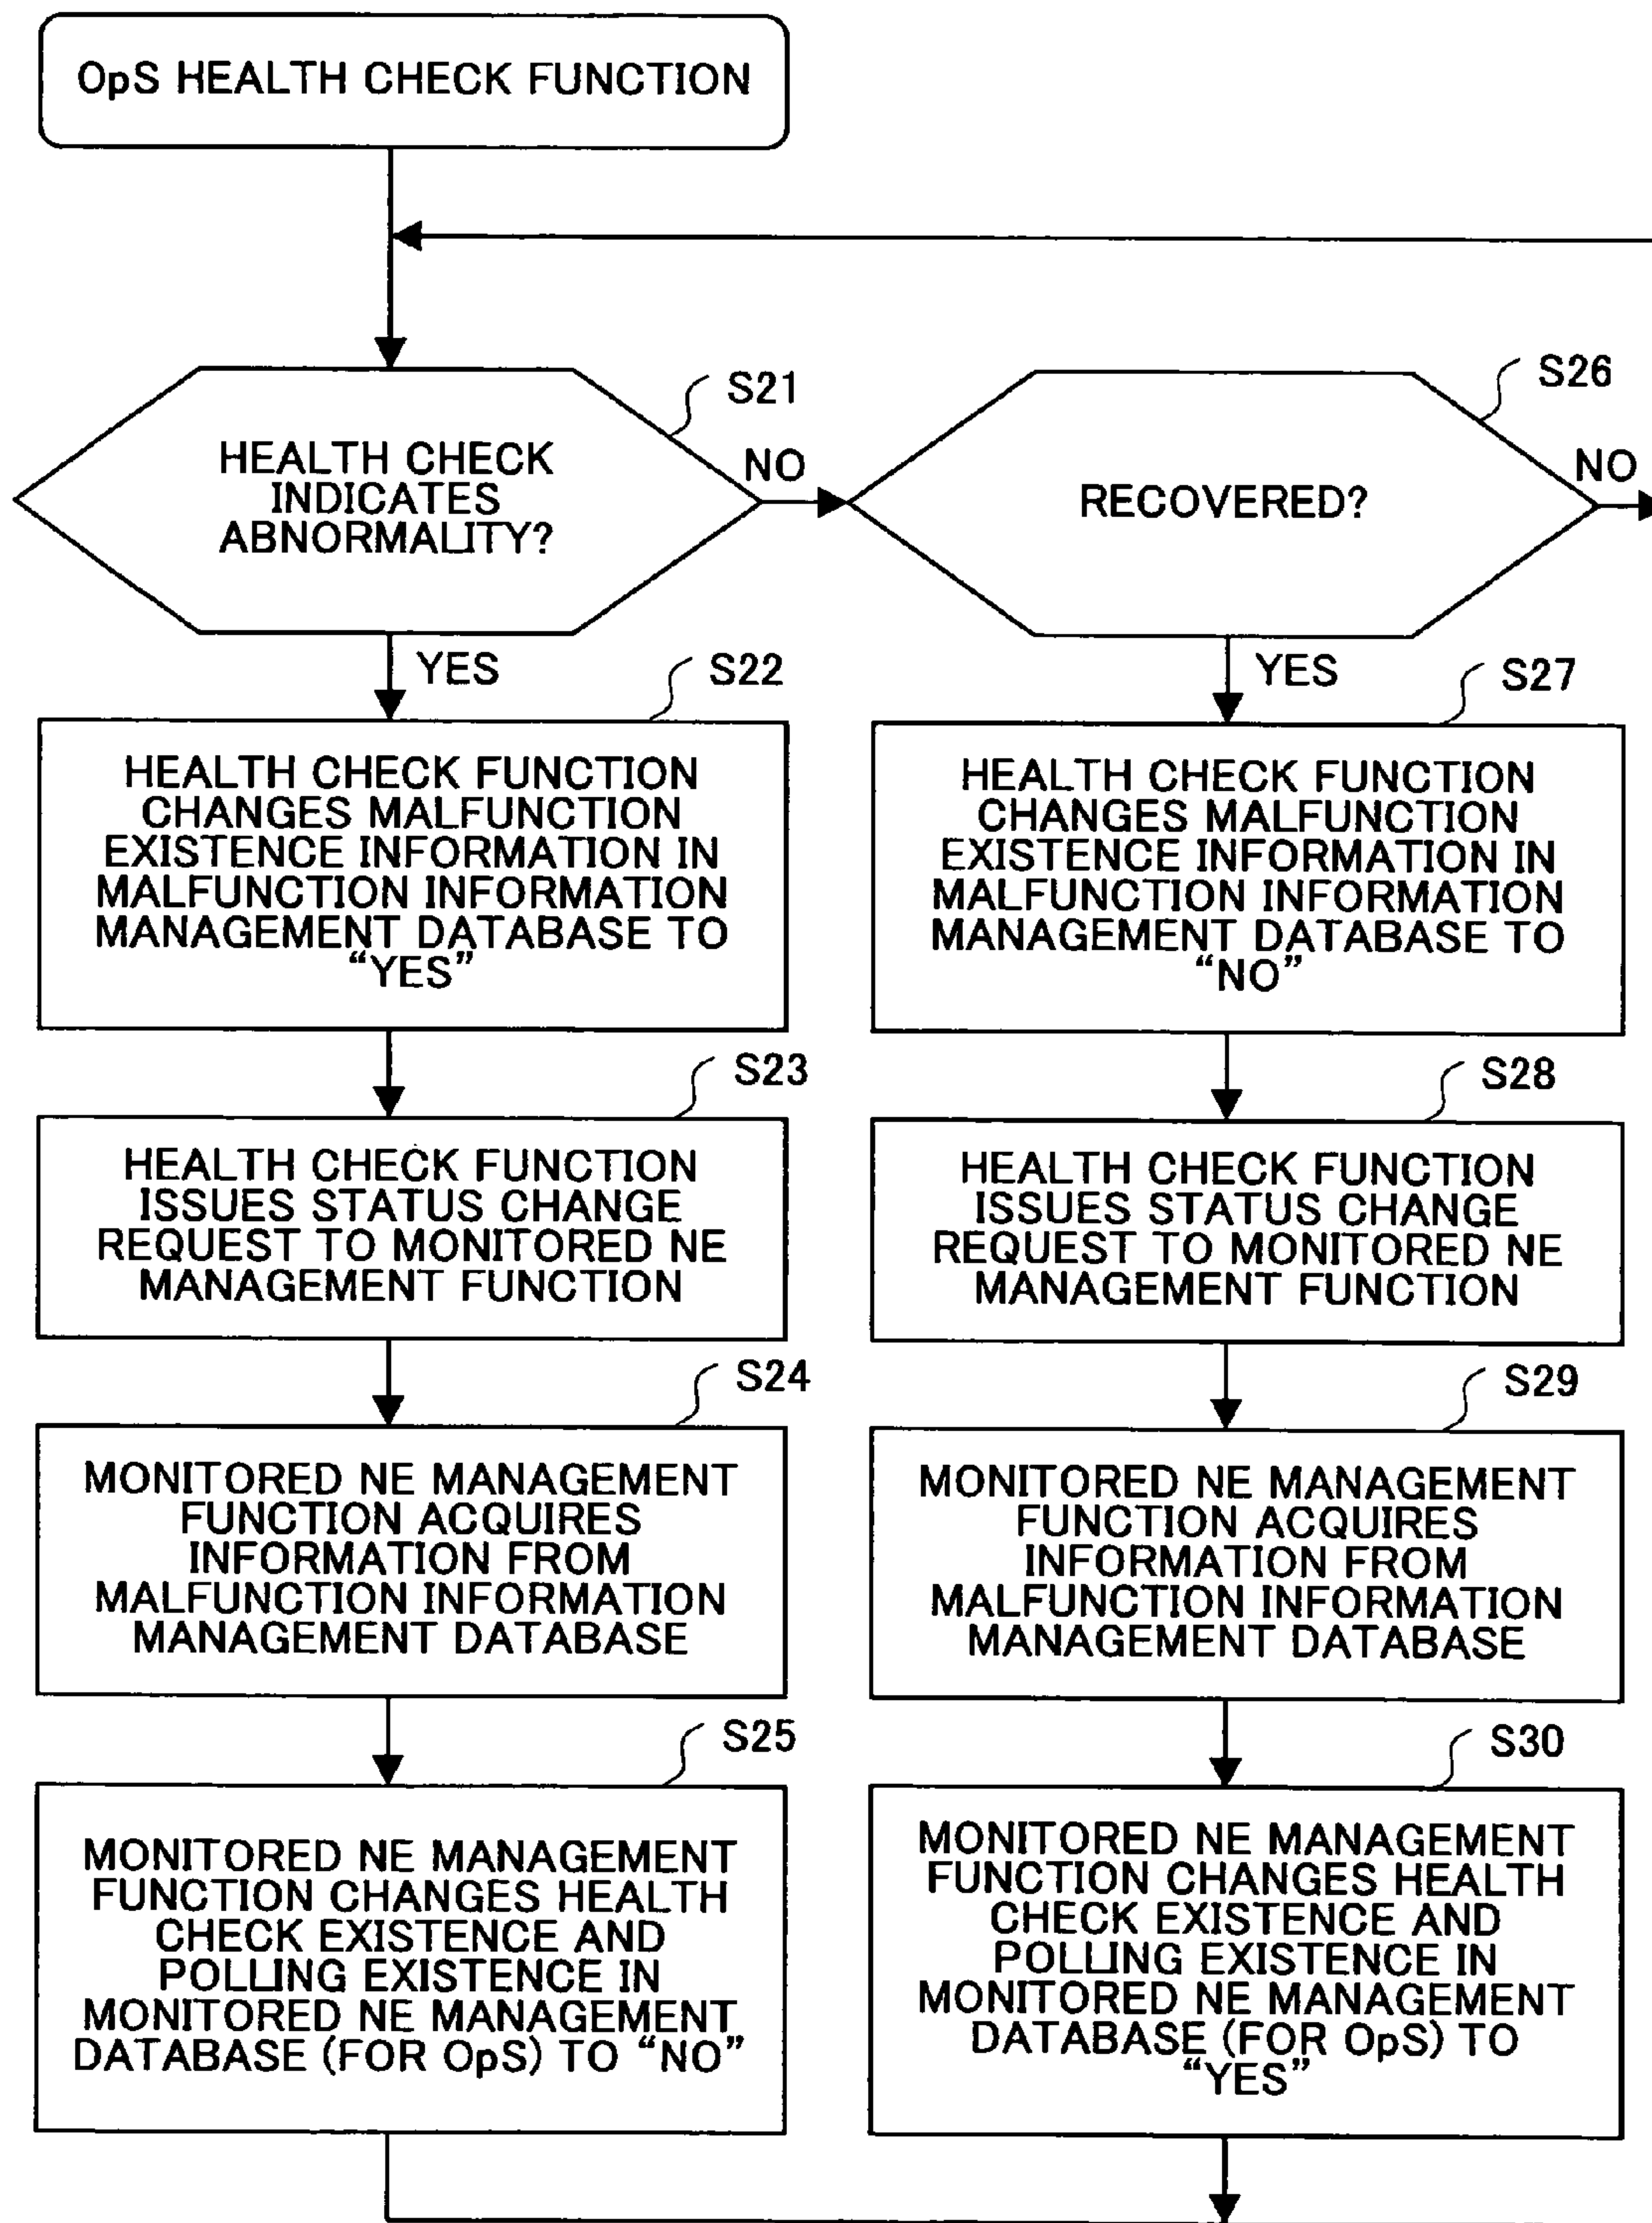 OpS HEALTH CHECK FUNCTION
S21
HEALTH CHECK
INDICATES
ABNORMALITY?
NO
YES
S26
RECOVERED?
NO
YES
S22
HEALTH CHECK FUNCTION
CHANGES MALFUNCTION
EXISTENCE INFORMATION IN
MALFUNCTION INFORMATION
MANAGEMENT DATABASE TO
“YES”
S27
HEALTH CHECK FUNCTION
CHANGES MALFUNCTION
EXISTENCE INFORMATION IN
MALFUNCTION INFORMATION
MANAGEMENT DATABASE TO
“NO”
S23
HEALTH CHECK FUNCTION
ISSUES STATUS CHANGE
REQUEST TO MONITORED NE
MANAGEMENT FUNCTION
S28
HEALTH CHECK FUNCTION
ISSUES STATUS CHANGE
REQUEST TO MONITORED NE
MANAGEMENT FUNCTION
S24
MONITORED NE MANAGEMENT
FUNCTION ACQUIRES
INFORMATION FROM
MALFUNCTION INFORMATION
MANAGEMENT DATABASE
S29
MONITORED NE MANAGEMENT
FUNCTION ACQUIRES
INFORMATION FROM
MALFUNCTION INFORMATION
MANAGEMENT DATABASE
S25
MONITORED NE MANAGEMENT
FUNCTION CHANGES HEALTH
CHECK EXISTENCE AND
POLLING EXISTENCE IN
MONITORED NE MANAGEMENT
DATABASE (FOR OpS) TO “NO”
S30
MONITORED NE MANAGEMENT
FUNCTION CHANGES HEALTH
CHECK EXISTENCE AND
POLLING EXISTENCE IN
MONITORED NE MANAGEMENT
DATABASE (FOR OpS) TO
“YES”